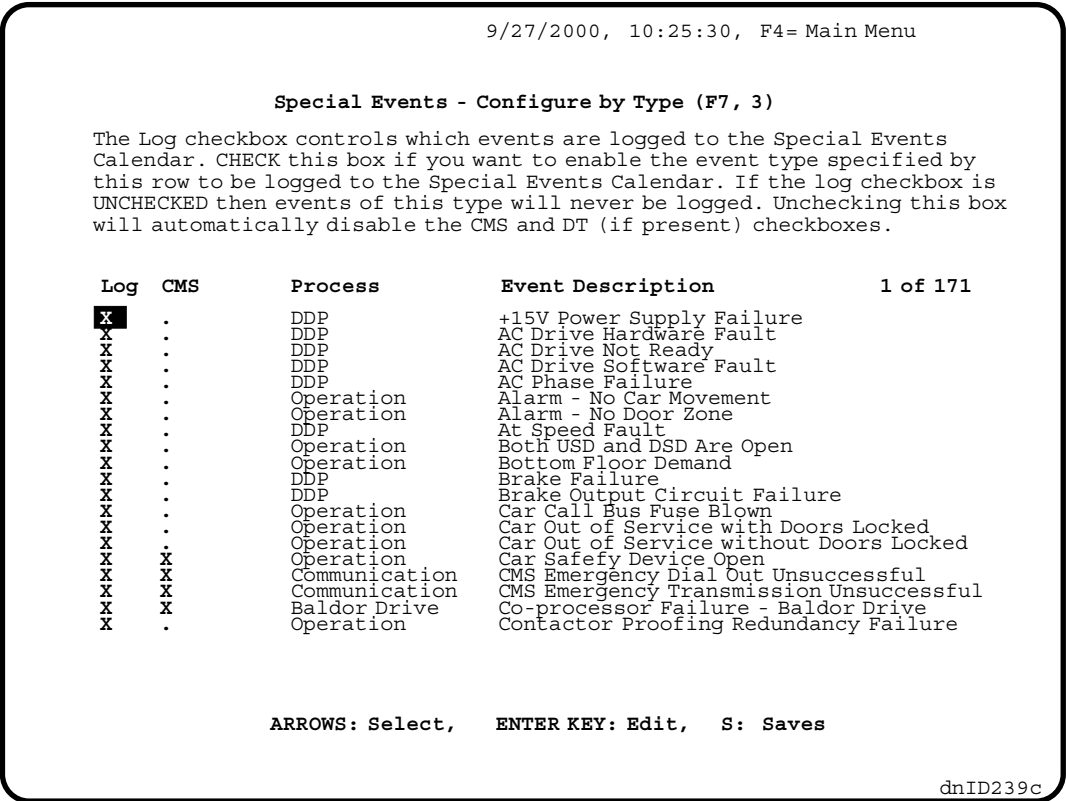 9/27/2000, 10:25:30, F4= Main Menu
Special Events - Configure by Type (F7, 3)
The Log checkbox controls which events are logged to the Special Events
Calendar. CHECK this box if you want to enable the event type specified by
this row to be logged to the Special Events Calendar. If the log checkbox is
UNCHECKED then events of this type will never be logged. Unchecking this box
will automatically disable the CMS and DT (if present) checkboxes.
Log CMS Process Event Description 1 of 171
X . DDP +15V Power Supply Failure
X . DDP AC Drive Hardware Fault
X . DDP AC Drive Not Ready
X . DDP AC Drive Software Fault
X . DDP AC Phase Failure
X . Operation Alarm - No Car Movement
X . Operation Alarm - No Door Zone
X . DDP At Speed Fault
X . Operation Both USD and DSD Are Open
X . Operation Bottom Floor Demand
X . DDP Brake Failure
X . DDP Brake Output Circuit Failure
X . Operation Car Call Bus Fuse Blown
X . Operation Car Out of Service with Doors Locked
X . Operation Car Out of Service without Doors Locked
X X Operation Car Safefy Device Open
X X Communication CMS Emergency Dial Out Unsuccessful
X X Communication CMS Emergency Transmission Unsuccessful
X X Baldor Drive Co-processor Failure - Baldor Drive
X . Operation Contactor Proofing Redundancy Failure
ARROWS: Select, ENTER KEY: Edit, S: Saves
dnID239c